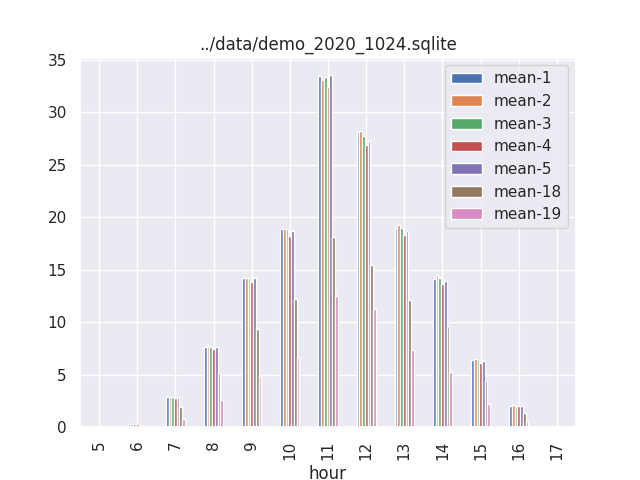 ../data/demo_2020_1024.sqlite
35
30
25
20
15
10
5
0
mean-1
mean-2
mean-3
mean-4
mean-5
mean-18
mean-19
5 6 7 8 9 10 11 12 13 14 15 16 17
hour